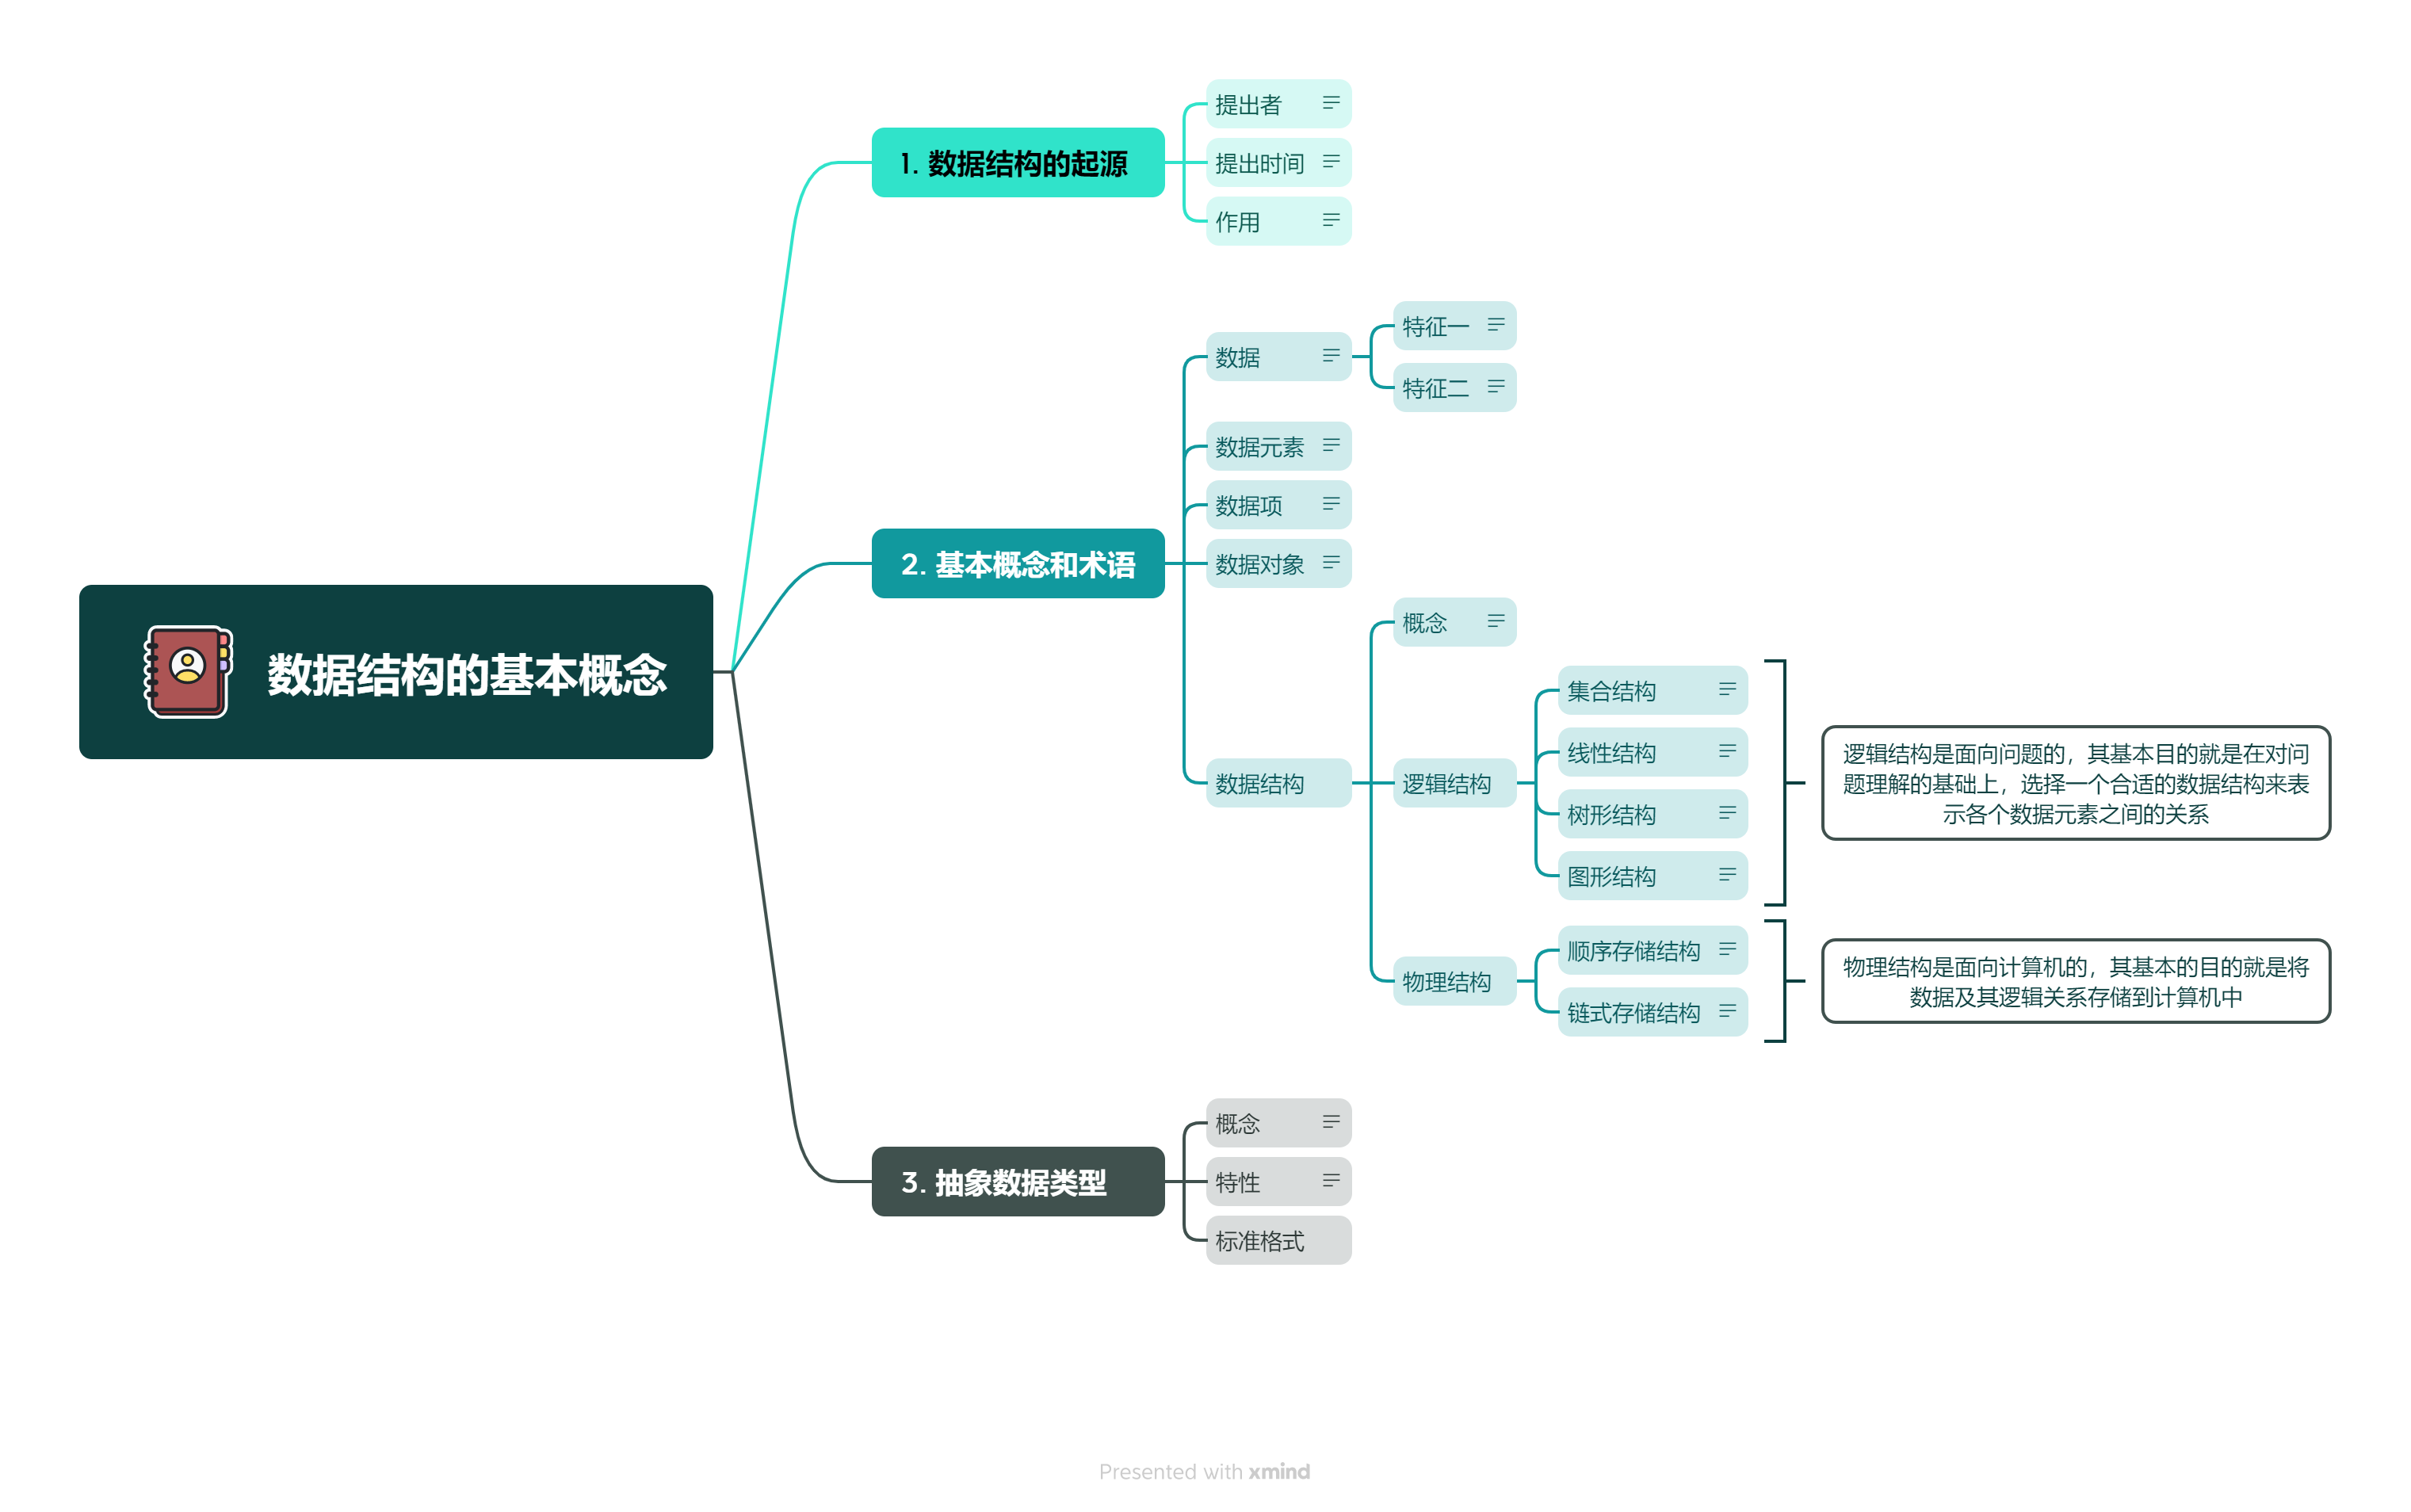 数据结构的基本概念
1. 数据结构的起源
提出者
提出时间
作用
2. 基本概念和术语
数据
特征一
特征二
数据元素
数据项
数据对象
数据结构
概念
逻辑结构
集合结构
线性结构
树形结构
图形结构
逻辑结构是面向问题的，其基本目的就是在对问
题理解的基础上，选择一个合适的数据结构来表
示各个数据元素之间的关系
物理结构
顺序存储结构
链式存储结构
物理结构是面向计算机的，其基本的目的就是将
数据及其逻辑关系存储到计算机中
3. 抽象数据类型
概念
特性
标准格式
Presented with xmind